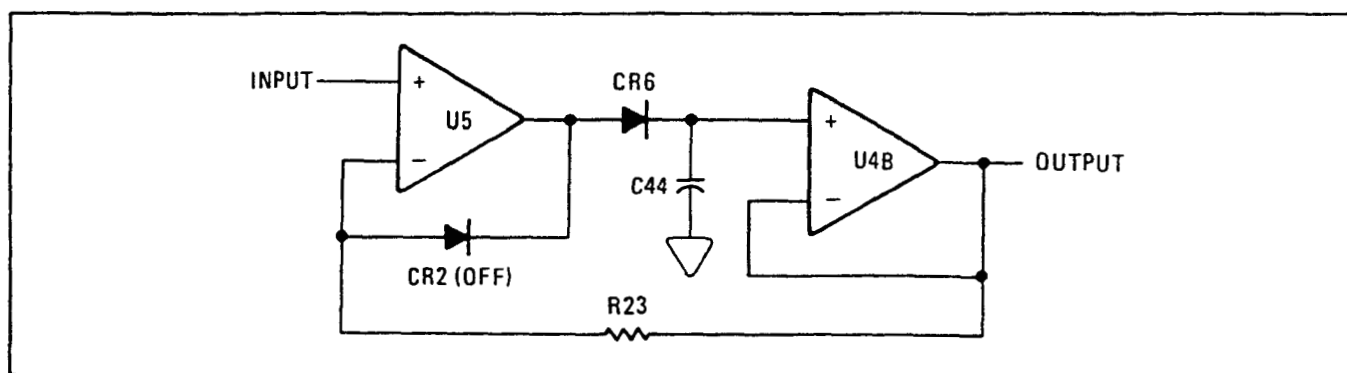 INPUT
+
−
U5
CR6
C44
+
−
U4B
OUTPUT
CR2 (OFF)
R23